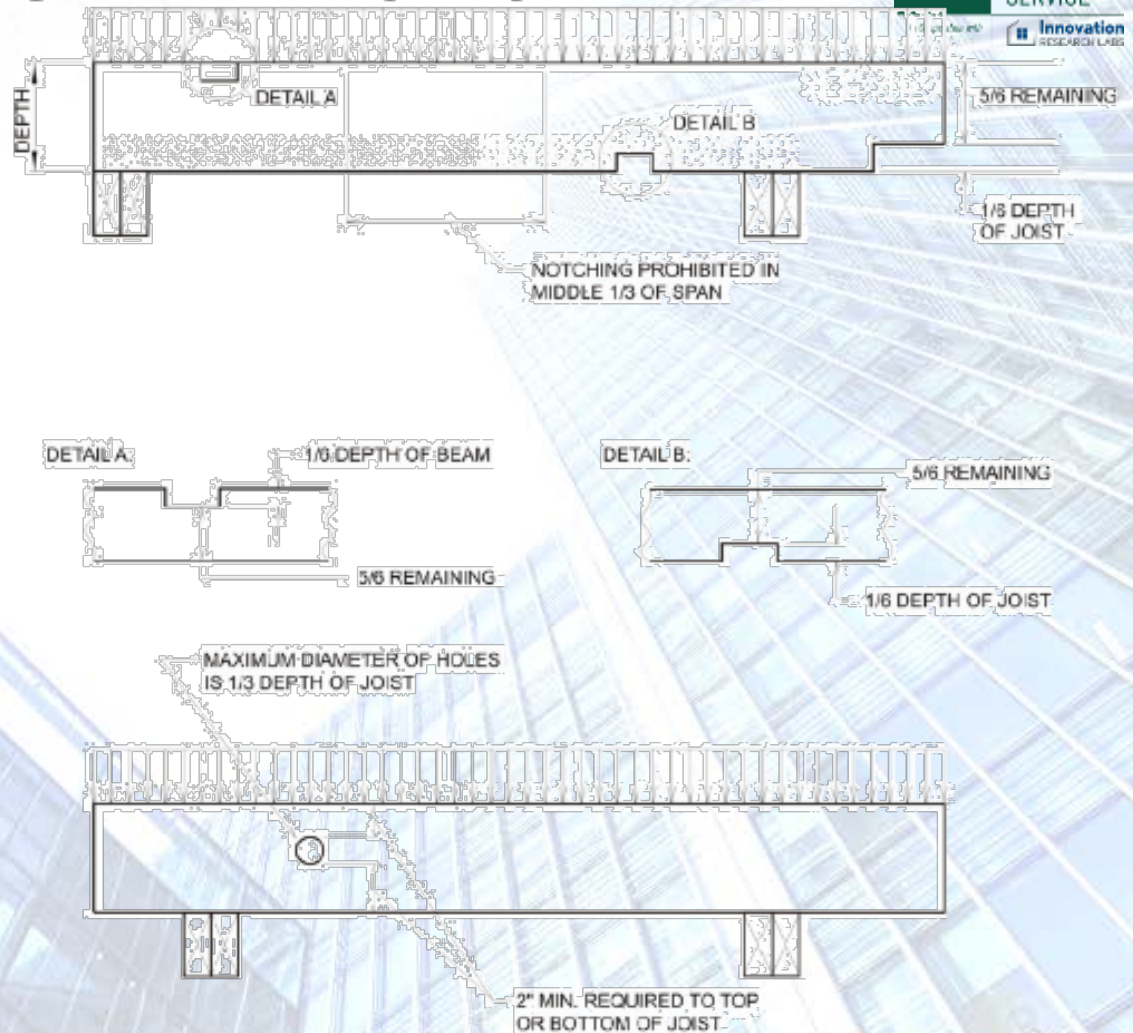 SERVICE
Innovation
RESEARCH LABS
DEPTH
DETAIL A
DETAIL B
5/6 REMAINING
1/6 DEPTH
OF JOIST
NOTCHING PROHIBITED IN
MIDDLE 1/3 OF SPAN
DETAIL A:
1/6 DEPTH OF BEAM
5/6 REMAINING
DETAIL B:
5/6 REMAINING
1/6 DEPTH OF JOIST
MAXIMUM DIAMETER OF HOLES
IS 1/3 DEPTH OF JOIST
2" MIN. REQUIRED TO TOP
OR BOTTOM OF JOIST